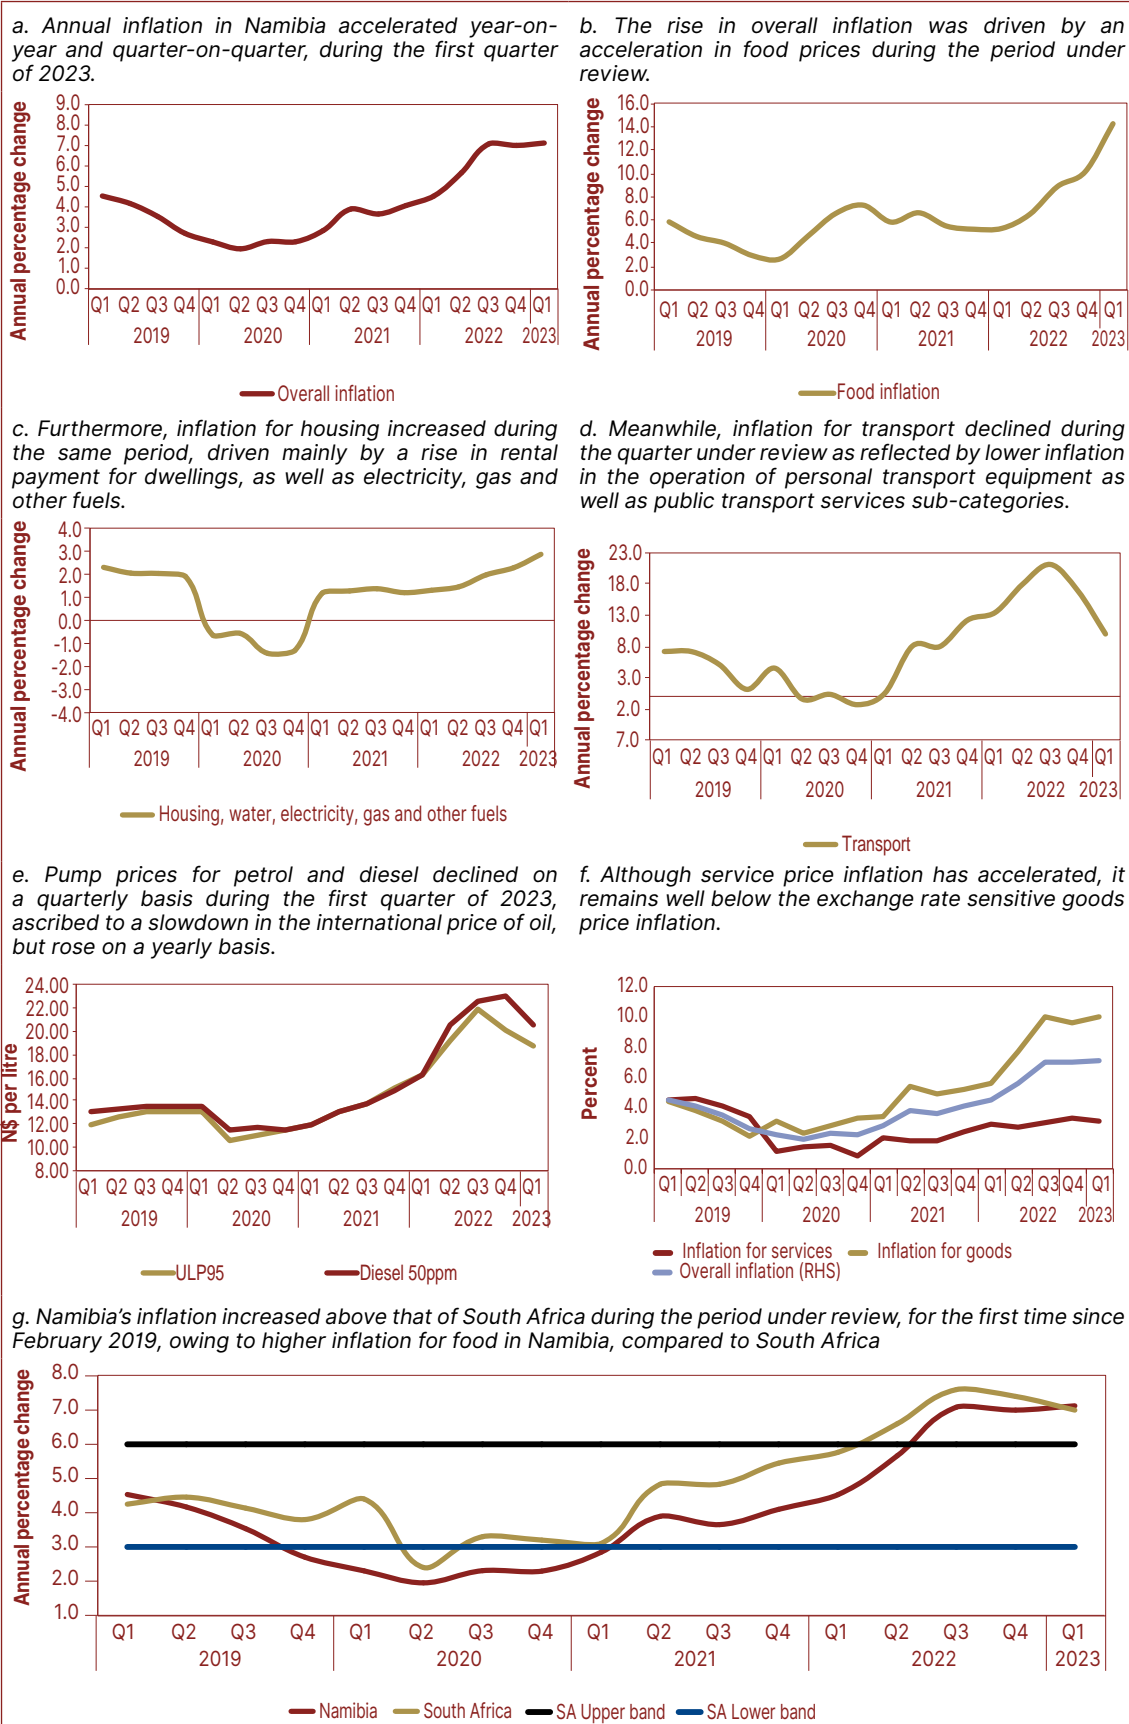 a. Annual inflation in Namibia accelerated year-on-
year and quarter-on-quarter, during the first quarter
of 2023.
Annual percentage change
9.0
8.0
7.0
6.0
5.0
4.0
3.0
2.0
1.0
0.0
Q1 Q2 Q3 Q4 Q1 Q2 Q3 Q4 Q1 Q2 Q3 Q4 Q1 Q2 Q3 Q4 Q1
2019 2020 2021 2022 2023
Overall inflation
b. The rise in overall inflation was driven by an
acceleration in food prices during the period under
review.
Annual percentage change
16.0
14.0
12.0
10.0
8.0
6.0
4.0
2.0
0.0
Q1 Q2 Q3 Q4 Q1 Q2 Q3 Q4 Q1 Q2 Q3 Q4 Q1 Q2 Q3 Q4 Q1
2019 2020 2021 2022 2023
Food inflation
c. Furthermore, inflation for housing increased during
the same period, driven mainly by a rise in rental
payment for dwellings, as well as electricity, gas and
other fuels.
Annual percentage change
4.0
3.0
2.0
1.0
0.0
-1.0
-2.0
-3.0
-4.0
Q1 Q2 Q3 Q4 Q1 Q2 Q3 Q4 Q1 Q2 Q3 Q4 Q1 Q2 Q3 Q4 Q1
2019 2020 2021 2022 2023
Housing, water, electricity, gas and other fuels
d. Meanwhile, inflation for transport declined during
the quarter under review as reflected by lower inflation
in the operation of personal transport equipment as
well as public transport services sub-categories.
Annual percentage change
23.0
18.0
13.0
8.0
3.0
2.0
7.0
Q1 Q2 Q3 Q4 Q1 Q2 Q3 Q4 Q1 Q2 Q3 Q4 Q1 Q2 Q3 Q4 Q1
2019 2020 2021 2022 2023
Transport
e. Pump prices for petrol and diesel declined on
a quarterly basis during the first quarter of 2023,
ascribed to a slowdown in the international price of oil,
but rose on a yearly basis.
N$ per litre
24.00
22.00
20.00
18.00
16.00
14.00
12.00
10.00
8.00
Q1 Q2 Q3 Q4 Q1 Q2 Q3 Q4 Q1 Q2 Q3 Q4 Q1 Q2 Q3 Q4 Q1
2019 2020 2021 2022 2023
ULP95 Diesel 50ppm
f. Although service price inflation has accelerated, it
remains well below the exchange rate sensitive goods
price inflation.
Percent
12.0
10.0
8.0
6.0
4.0
2.0
0.0
Q1 Q2 Q3 Q4 Q1 Q2 Q3 Q4 Q1 Q2 Q3 Q4 Q1 Q2 Q3 Q4 Q1
2019 2020 2021 2022 2023
Inflation for services Inflation for goods
Overall inflation (RHS)
g. Namibia’s inflation increased above that of South Africa during the period under review, for the first time since
February 2019, owing to higher inflation for food in Namibia, compared to South Africa
Annual percentage change
8.0
7.0
6.0
5.0
4.0
3.0
2.0
1.0
Q1 Q2 Q3 Q4 Q1 Q2 Q3 Q4 Q1 Q2 Q3 Q4 Q1 Q2 Q3 Q4 Q1
2019 2020 2021 2022 2023
Namibia South Africa SA Upper band SA Lower band